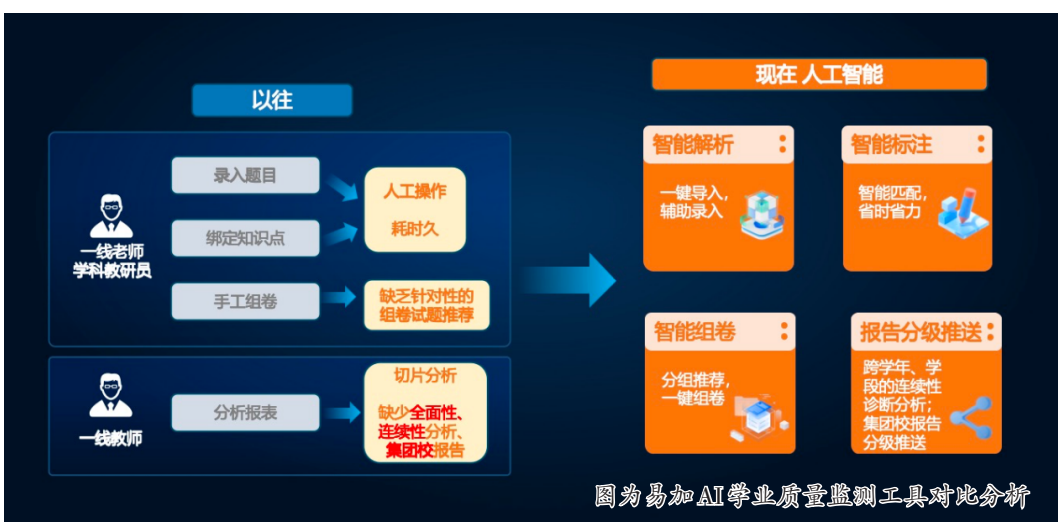 以往
录入题目
绑定知识点
手工组卷
一线老师
学科教研员
人工操作
耗时久
缺乏针对性的
组卷试题推荐
一线教师
分析报表
切片分析
缺少全面性、
连续性分析、
集团校报告
现在 人工智能
智能解析
一键导入,
辅助录入
智能标注
智能匹配,
省时省力
智能组卷
分组推荐,
一键组卷
报告分级推送
跨学年、学
段的连续性
诊断分析;
集团校报告
分级推送
图为易加AI学业质量监测工具对比分析